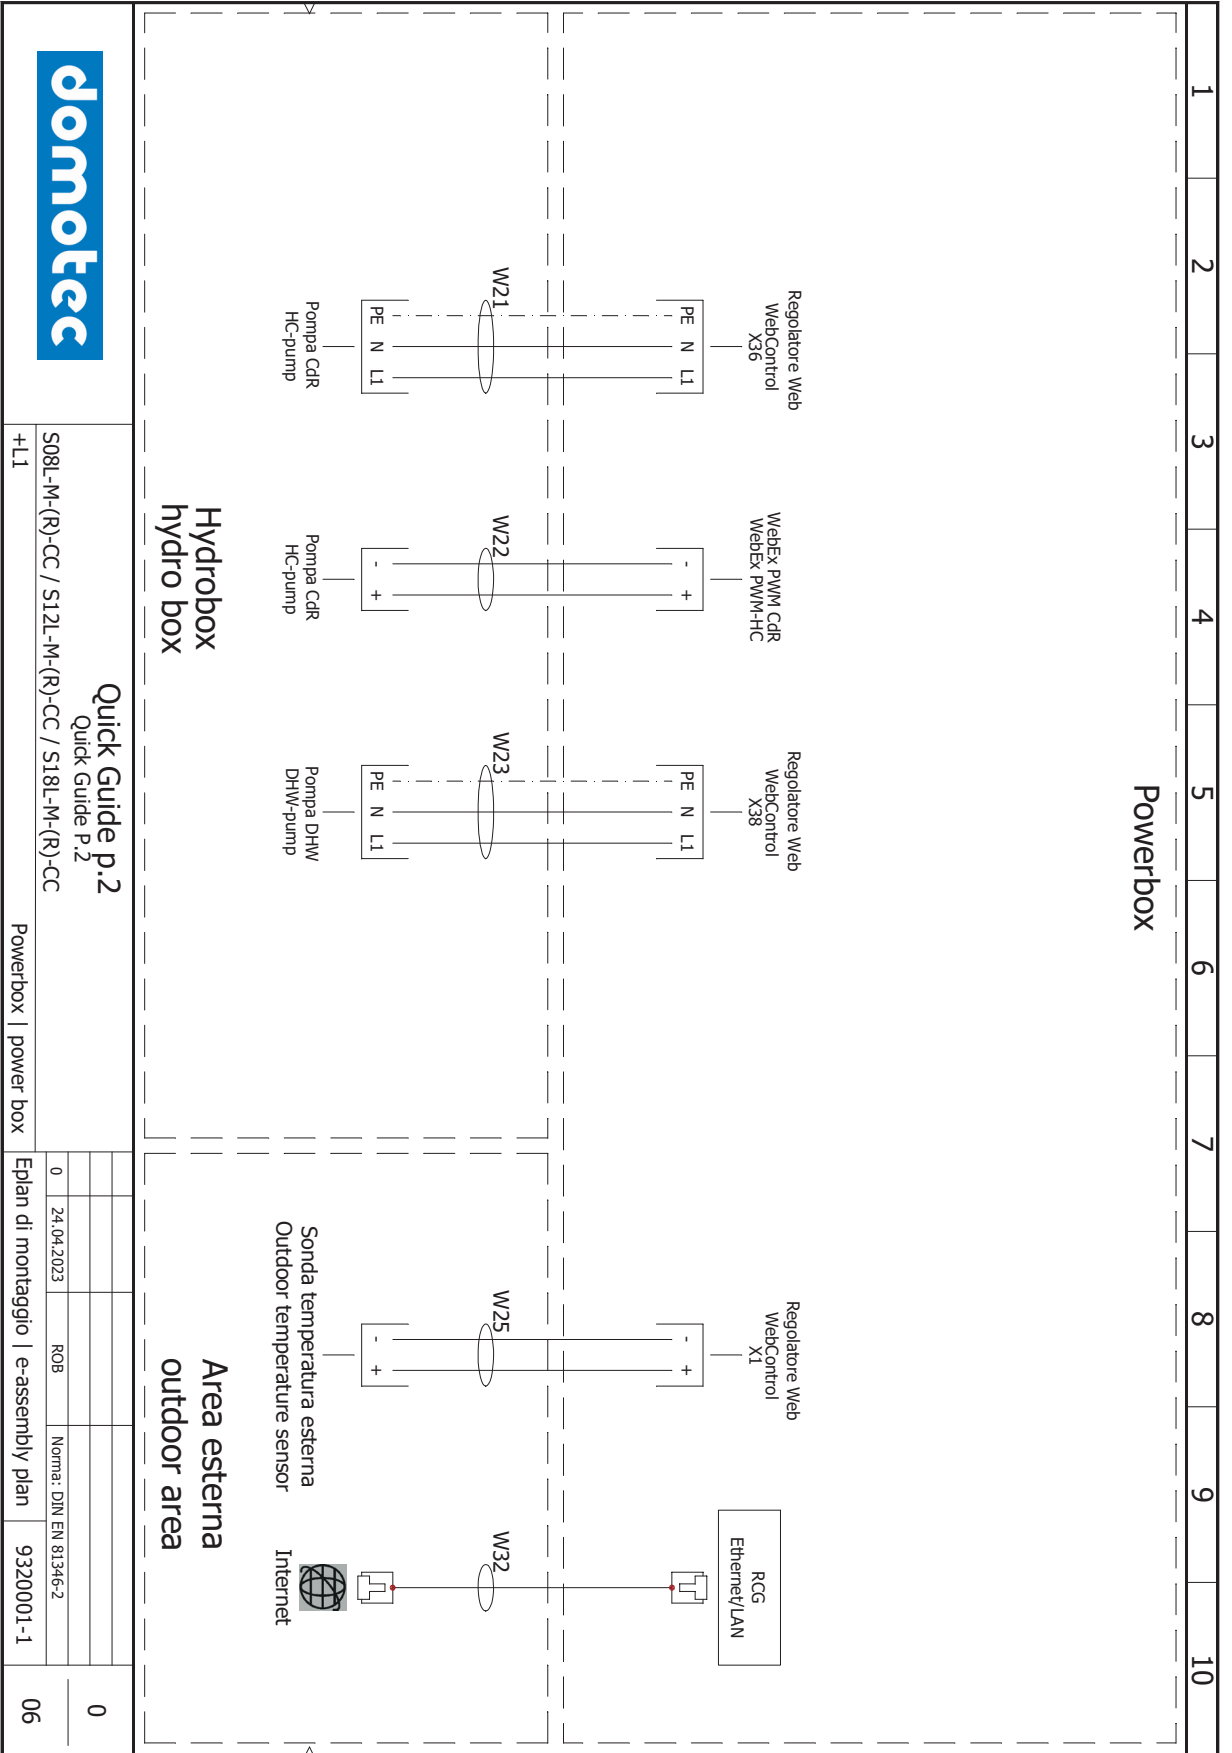 1 2 3 4 5 6 7 8 9 10
Powerbox
Regolatore Web
WebControl
X36
PE N L1
W21
PE N L1
Pompa CdR
HC-pump
WebEx PWM CdR
WebEx PWM-HC
- +
W22
- +
Pompa CdR
HC-pump
Regolatore Web
WebControl
X38
PE N L1
W23
PE N L1
Pompa DHW
DHW-pump
Regolatore Web
WebControl
X1
- +
W25
- +
Sonda temperatura esterna
Outdoor temperature sensor
RCG
Ethernet/LAN
W32
Internet
Hydrobox
hydro box
Area esterna
outdoor area
domotec
Quick Guide p.2
Quick Guide P.2
S08L-M-(R)-CC / S12L-M-(R)-CC / S18L-M-(R)-CC
+L1
Powerbox | power box
0 24.04.2023 ROB Norma: DIN EN 81346-2
Eplan di montaggio | e-assembly plan
9320001-1
0
06